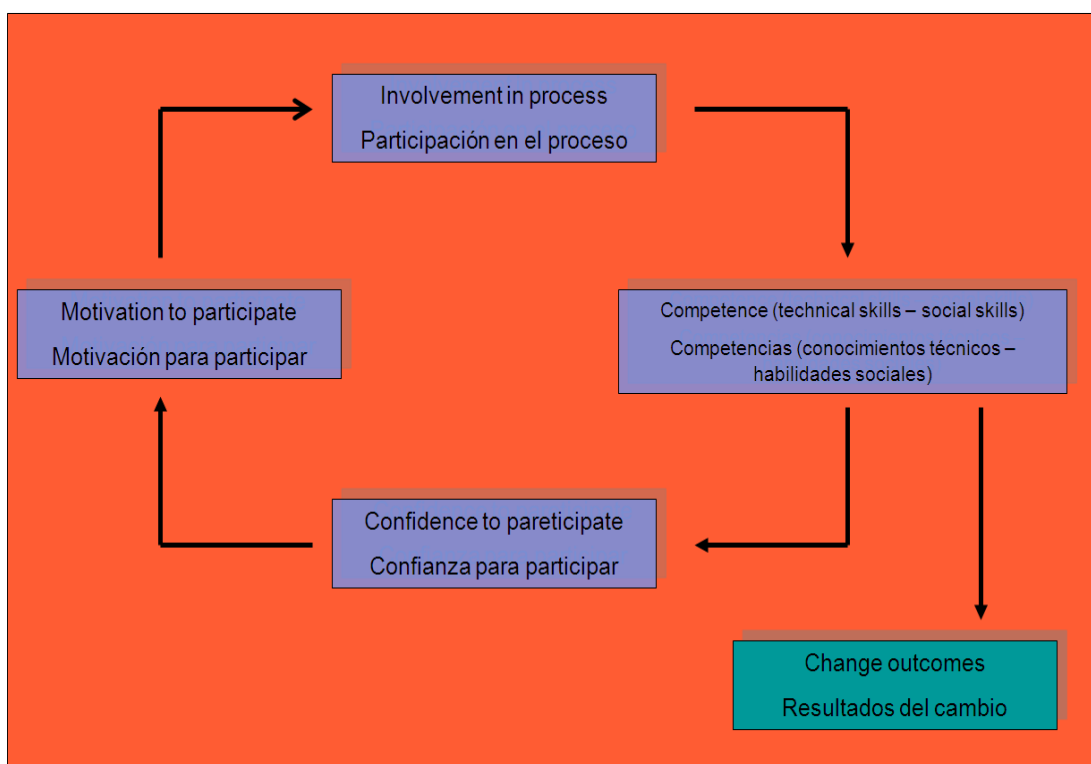 Involvement in process
Participación en el proceso
Motivation to participate
Motivación para participar
Competence (technical skills – social skills)
Competencias (conocimientos técnicos –
habilidades sociales)
Confidence to pareticipate
Confianza para participar
Change outcomes
Resultados del cambio